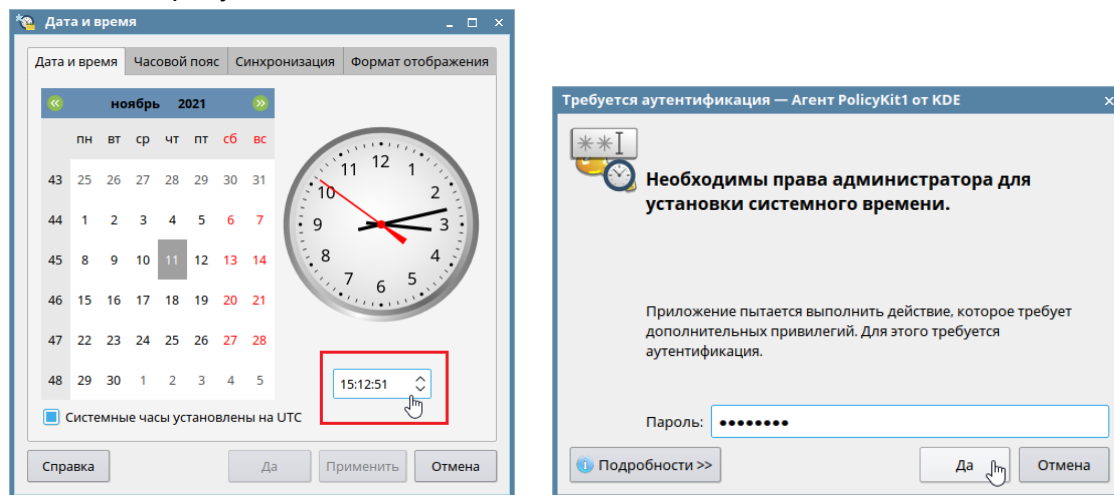 Дата и время
Дата и время Часовой пояс Синхронизация Формат отображения
ноябрь 2021
пн вт ср чт пт сб вс
43 25 26 27 28 29 30 31
44 1 2 3 4 5 6 7
45 8 9 10 11 12 13 14
46 15 16 17 18 19 20 21
47 22 23 24 25 26 27 28
48 29 30 1 2 3 4 5
12
1
2
3
4
5
6
7
8
9
10
11
15:12:51
Системные часы установлены на UTC
Справка Да Применить Отмена
Требуется аутентификация — Агент PolicyKit1 от KDE
Необходимы права администратора для
установки системного времени.
Приложение пытается выполнить действие, которое требует
дополнительных привилегий. Для этого требуется
аутентификация.
Пароль: ●●●●●●●●
Подробности >> Да Отмена